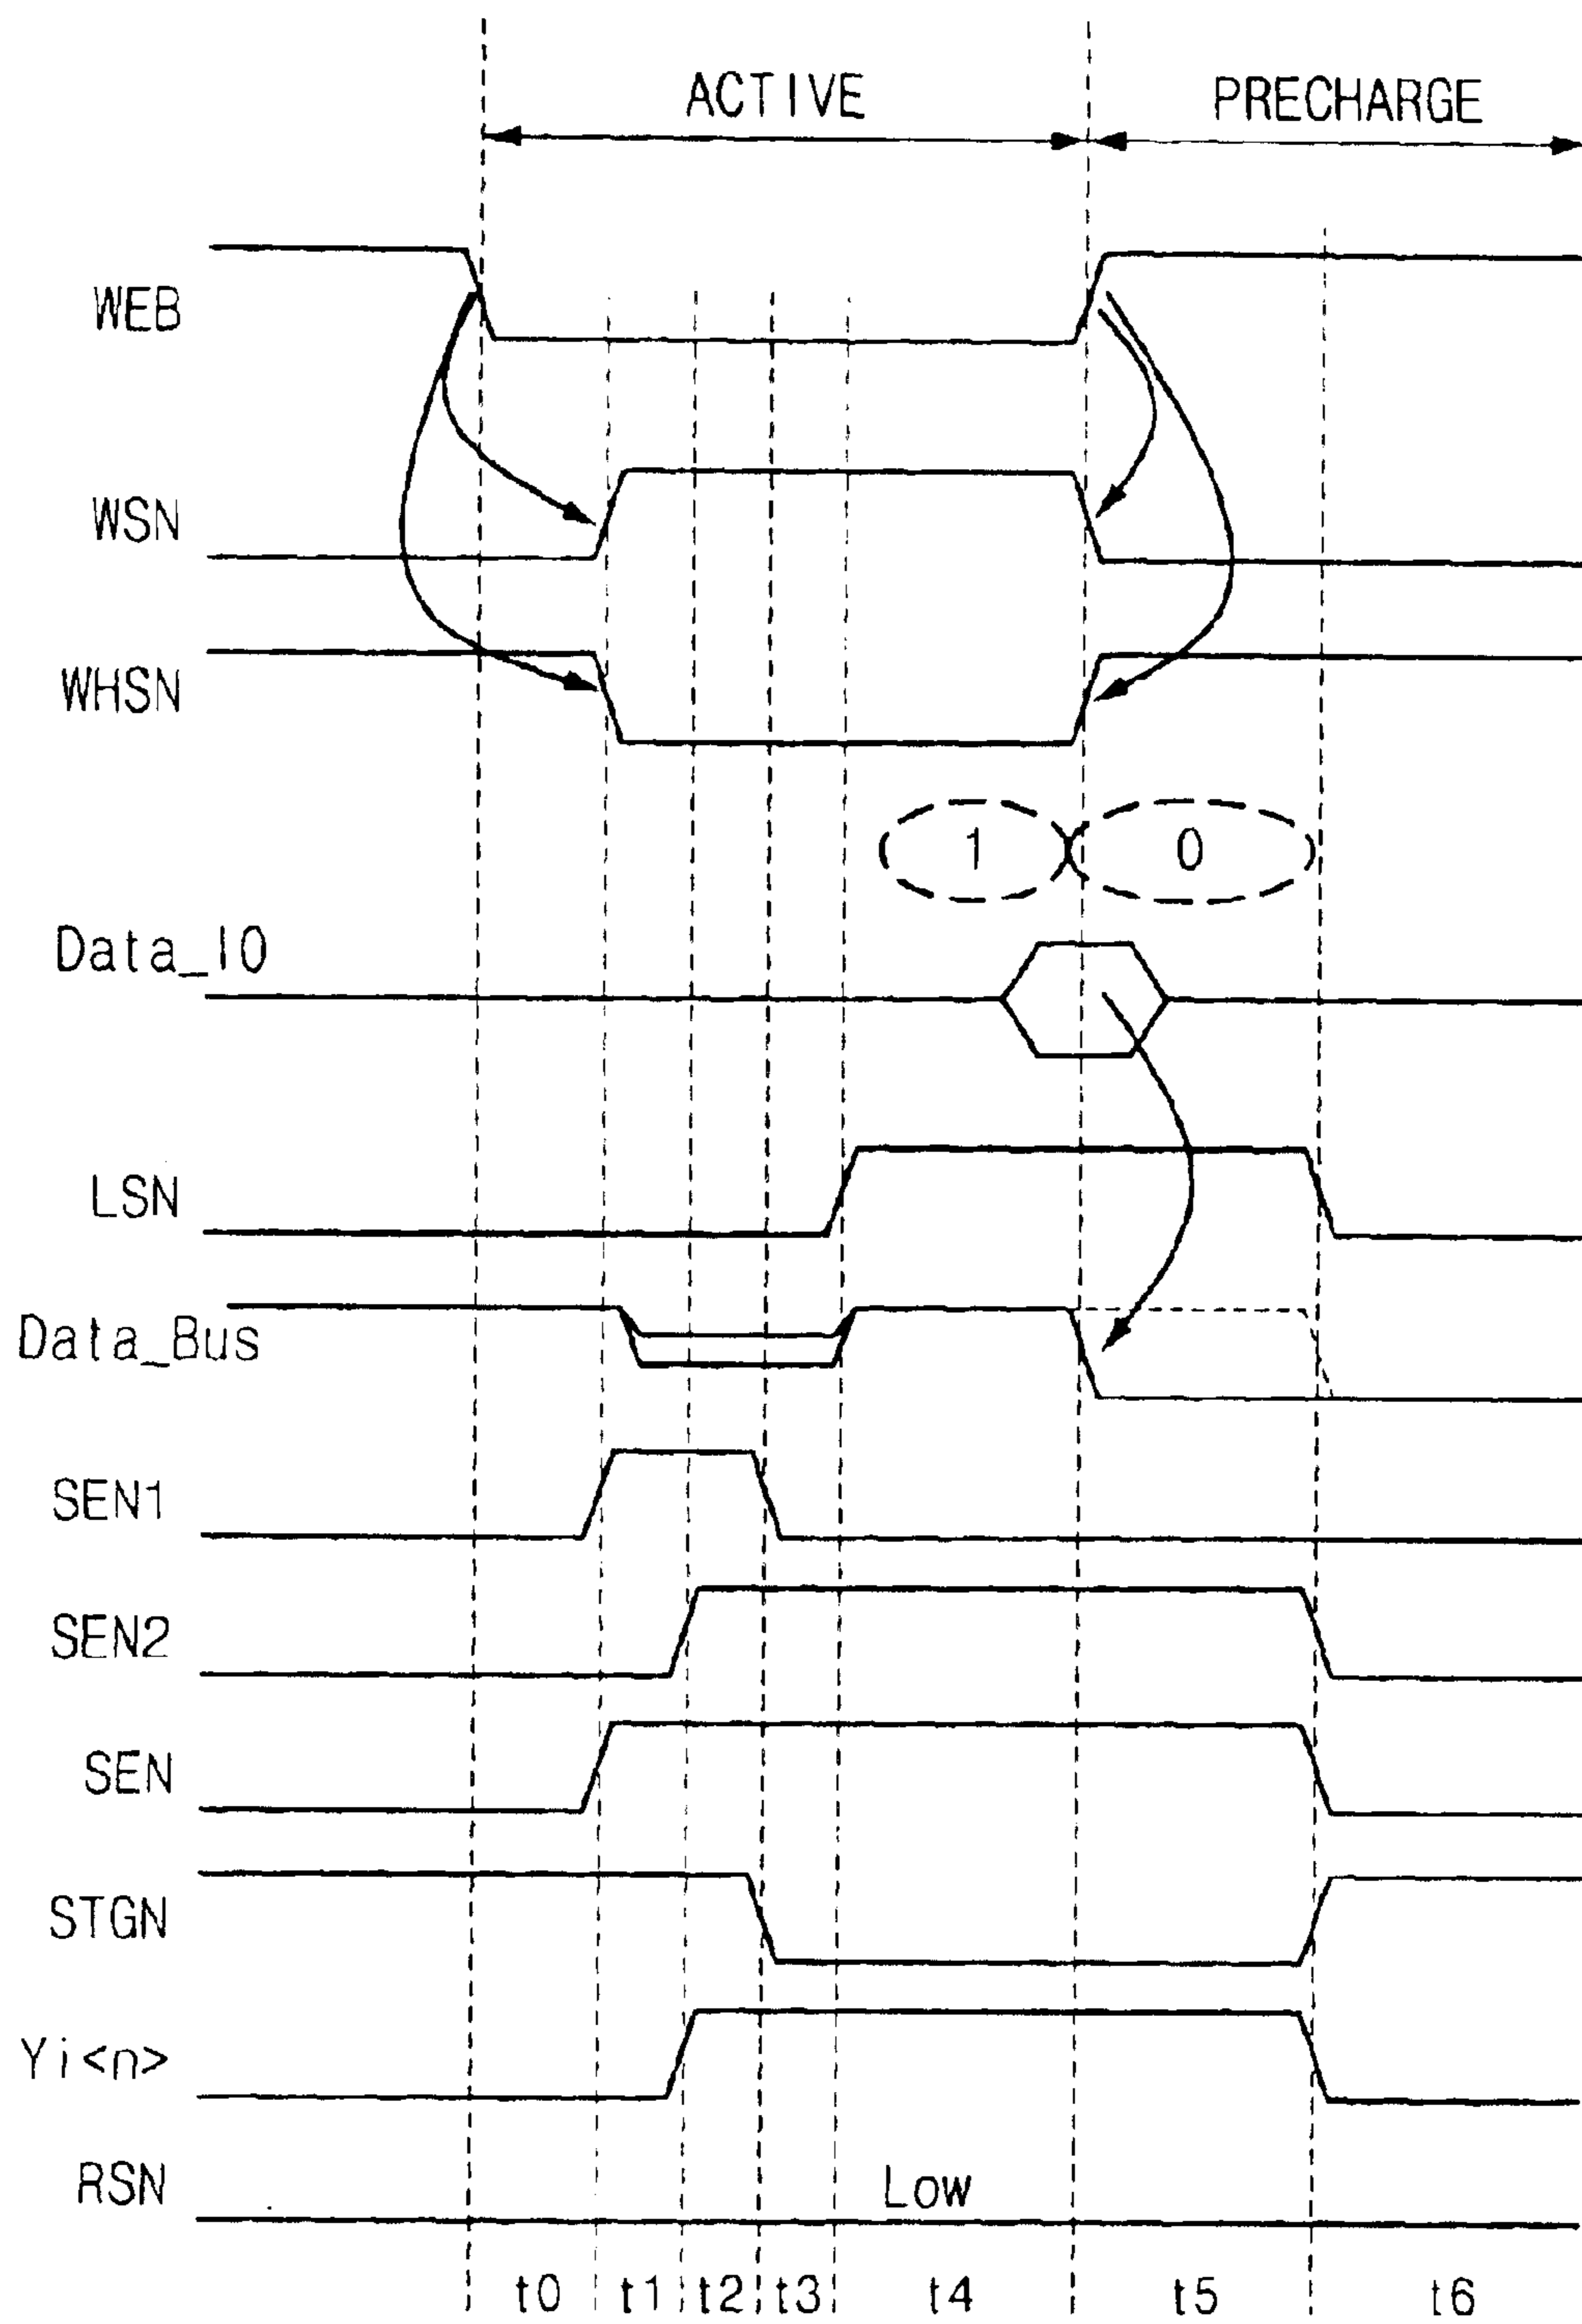 ACTIVE PRECHARGE
WEB
WSN
WHSN
1 0
Data_IO
LSN
Data_Bus
SEN1
SEN2
SEN
STGN
Yi<n>
RSN Low
t0 t1 t2 t3 t4 t5 t6